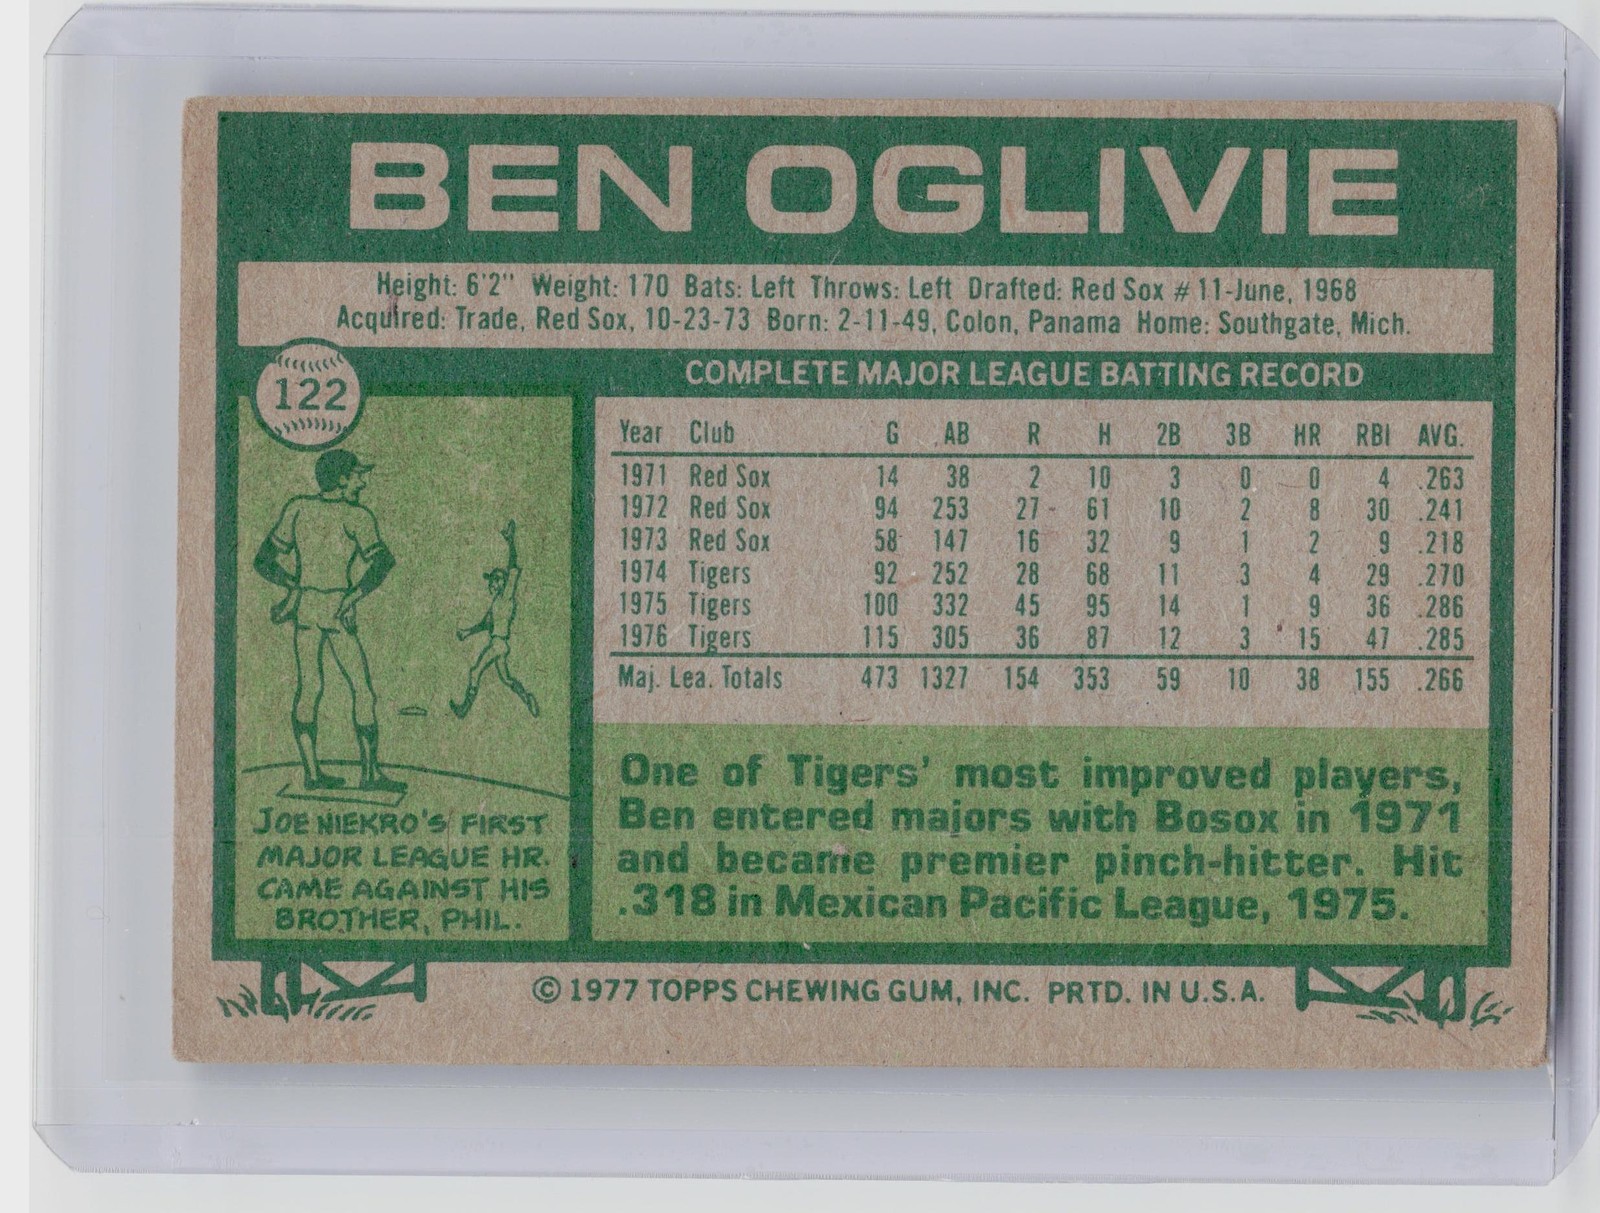 BEN OGLIVIE
Height: 6'2" Weight: 170 Bats: Left Throws: Left Drafted: Red Sox #11-June, 1968
Acquired: Trade, Red Sox, 10-23-73 Born: 2-11-49, Colon, Panama Home: Southgate, Mich.
122
COMPLETE MAJOR LEAGUE BATTING RECORD
Year Club G AB R H 2B 3B HR RBI AVG.
1971 Red Sox 14 38 2 10 3 0 0 4 .263
1972 Red Sox 94 253 27 61 10 2 8 30 .241
1973 Red Sox 58 147 16 32 9 1 2 9 .218
1974 Tigers 92 252 28 68 11 3 4 29 .270
1975 Tigers 100 332 45 95 14 1 9 36 .286
1976 Tigers 115 305 36 87 12 3 15 47 .285
Maj. Lea. Totals 473 1327 154 353 59 10 38 155 .266
JOE NIEKRO'S FIRST
MAJOR LEAGUE HR.
CAME AGAINST HIS
BROTHER, PHIL.
One of Tigers' most improved players,
Ben entered majors with Bosox in 1971
and became premier pinch-hitter. Hit
.318 in Mexican Pacific League, 1975.
© 1977 TOPPS CHEWING GUM, INC. PRTD. IN U.S.A.